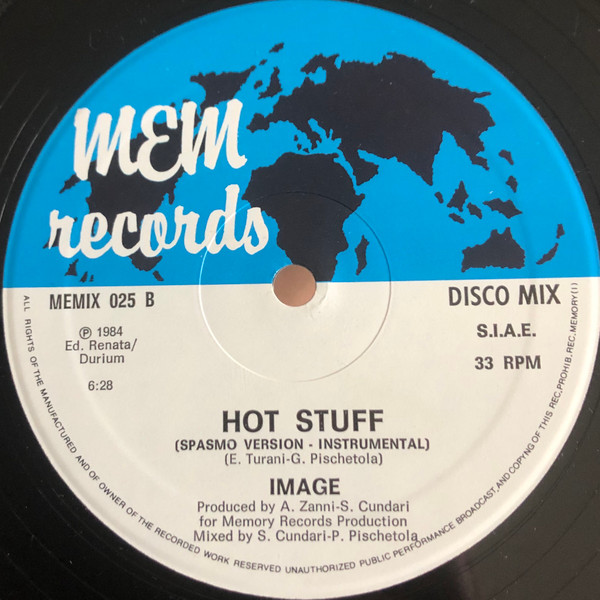 MEM
records
MEMIX 025 B
DISCO MIX
℗ 1984
Ed. Renata/
Durium
S.I.A.E.
6:28
33 RPM
HOT STUFF
(SPASMO VERSION - INSTRUMENTAL)
(E. Turani-G. Pischetola)
IMAGE
Produced by A. Zanni-S. Cundari
for Memory Records Production
Mixed by S. Cundari-P. Pischetola
ALL RIGHTS OF THE MANUFACTURED AND OF OWNER OF THE RECORDED WORK RESERVED UNAUTHORIZED PUBLIC PERFORMANCE BROADCAST,AND COPYNG OF THIS REC.PROHIB.REC.MEMORY(I)